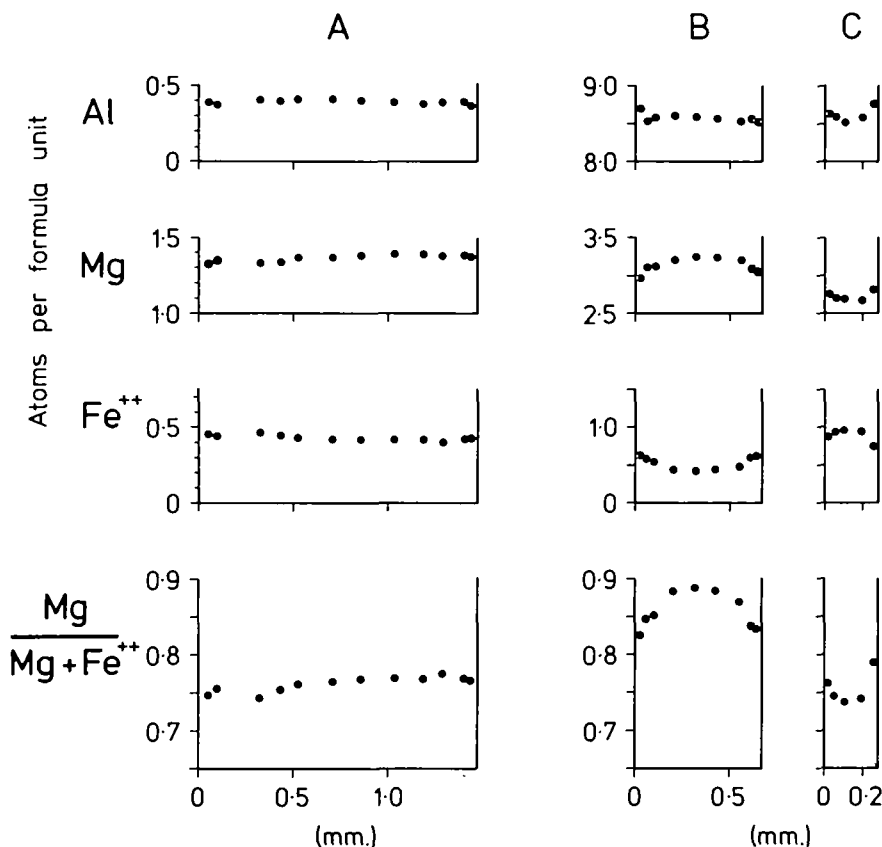 A B C
Atoms per formula unit
Al
0·5
0
9·0
8·0
Mg
1·5
1·0
3·5
2·5
Fe++
0·5
0
1·0
0
Mg
Mg + Fe++
0·9
0·8
0·7
0·9
0·8
0·7
0 0·5 1·0 0 0·5 0 0·2
(mm.) (mm.)